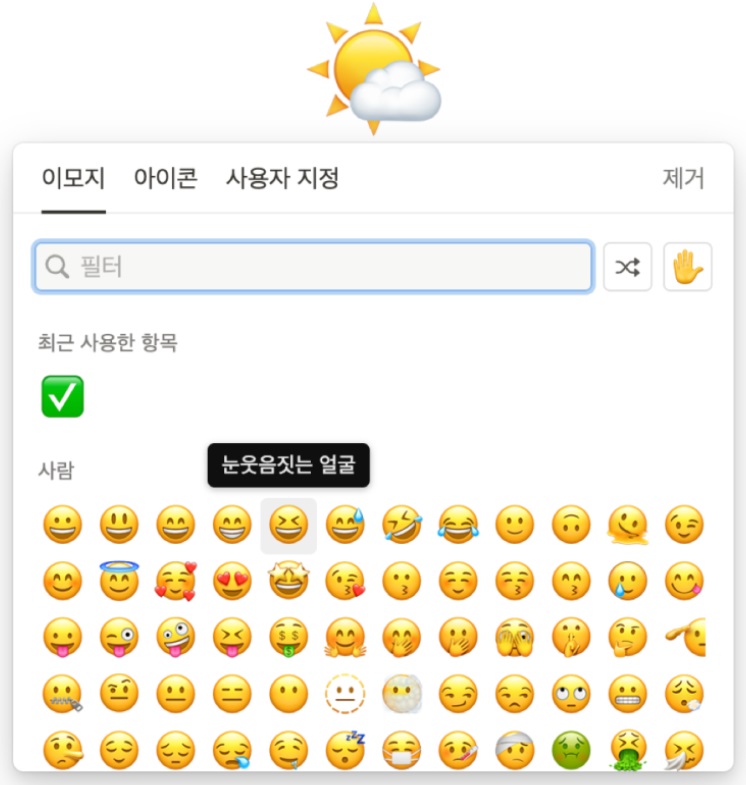 이모지 아이콘 사용자 지정 제거
필터
최근 사용한 항목
눈웃음짓는 얼굴
사람